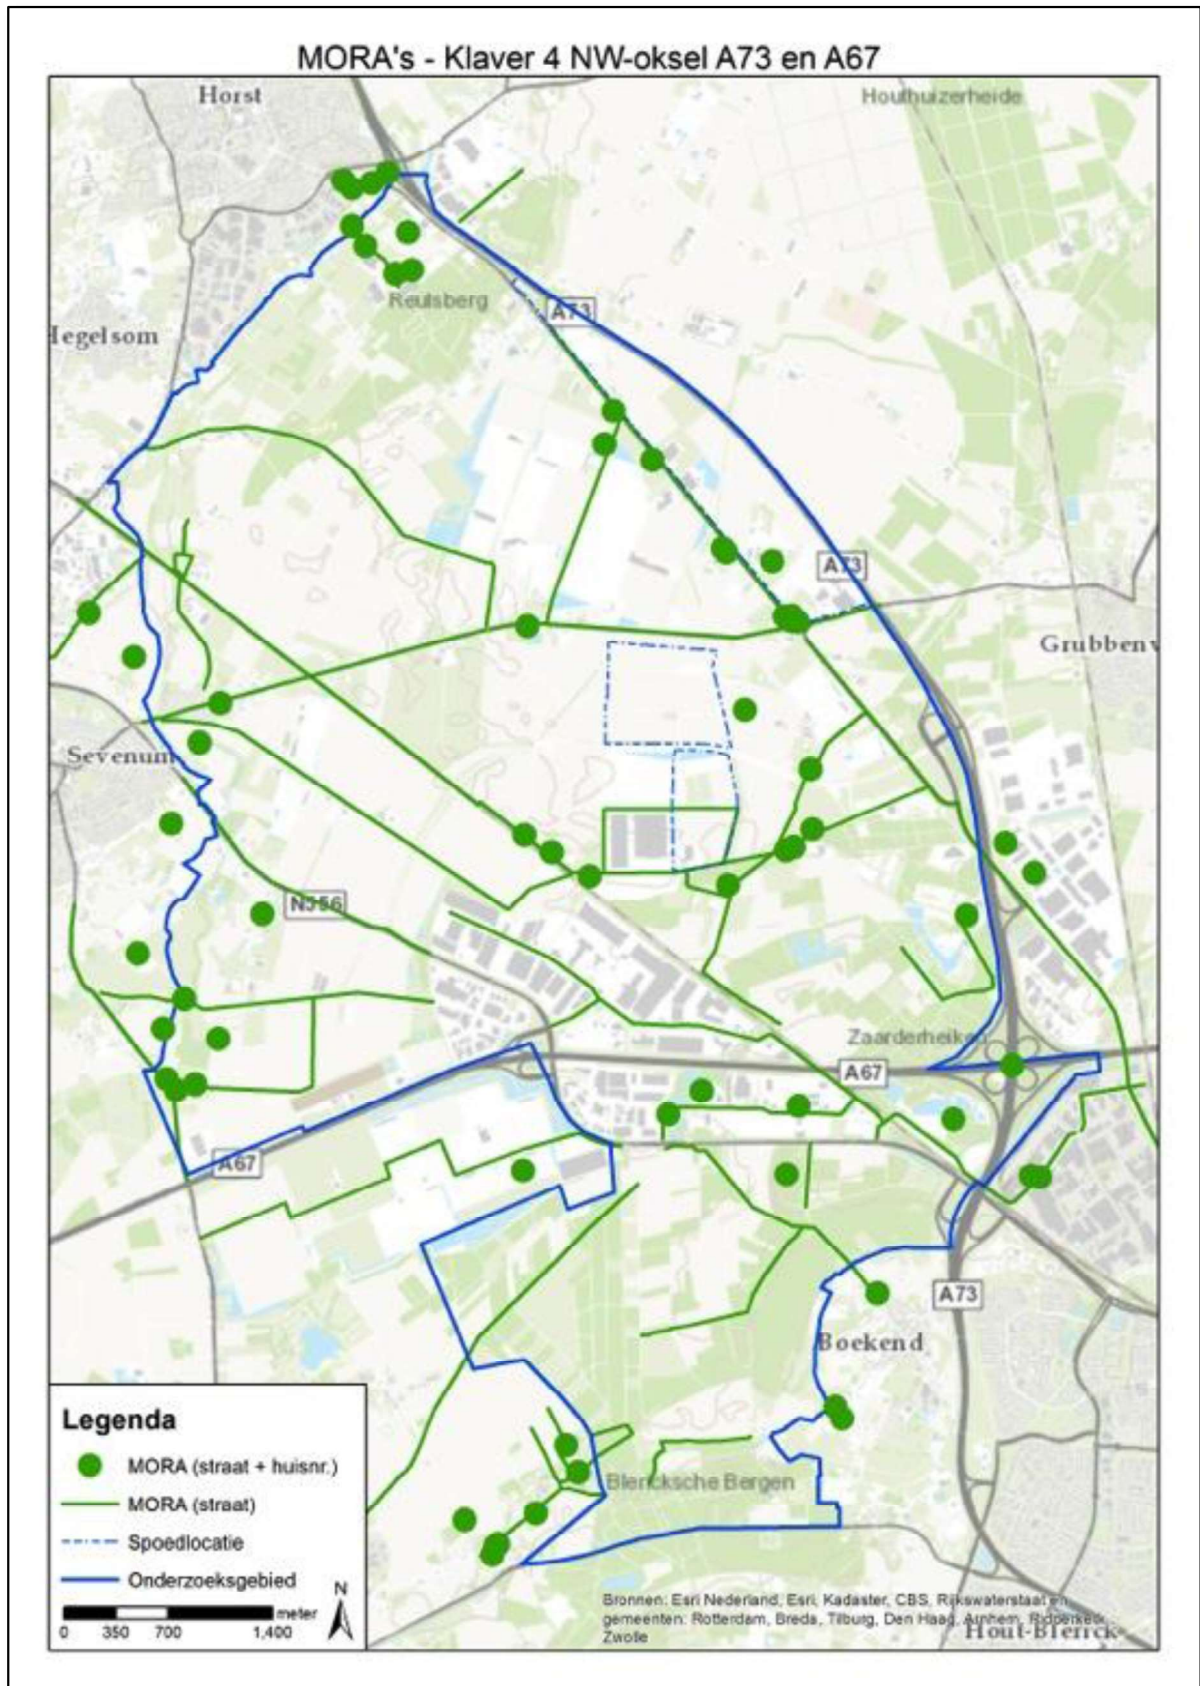 MORA's - Klaver 4 NW-oksel A73 en A67
Horst
Houthuizerheide
Reulsberg
A73
Hegelsom
A73
Grubbenv
Sevenum
N556
Zaarderheiken
A67
A67
A73
Boekend
Blericksche Bergen
Legenda
MORA (straat + huisnr.)
MORA (straat)
Spoedlocatie
Onderzoeksgebied
N
meter
0 350 700 1,400
Bronnen: Esri Nederland, Esri, Kadaster, CBS, Rijkswaterstaat en
gemeenten: Rotterdam, Breda, Tilburg, Den Haag, Arnhem, Ridderkerk,
Zwolle
Hout-Blerick